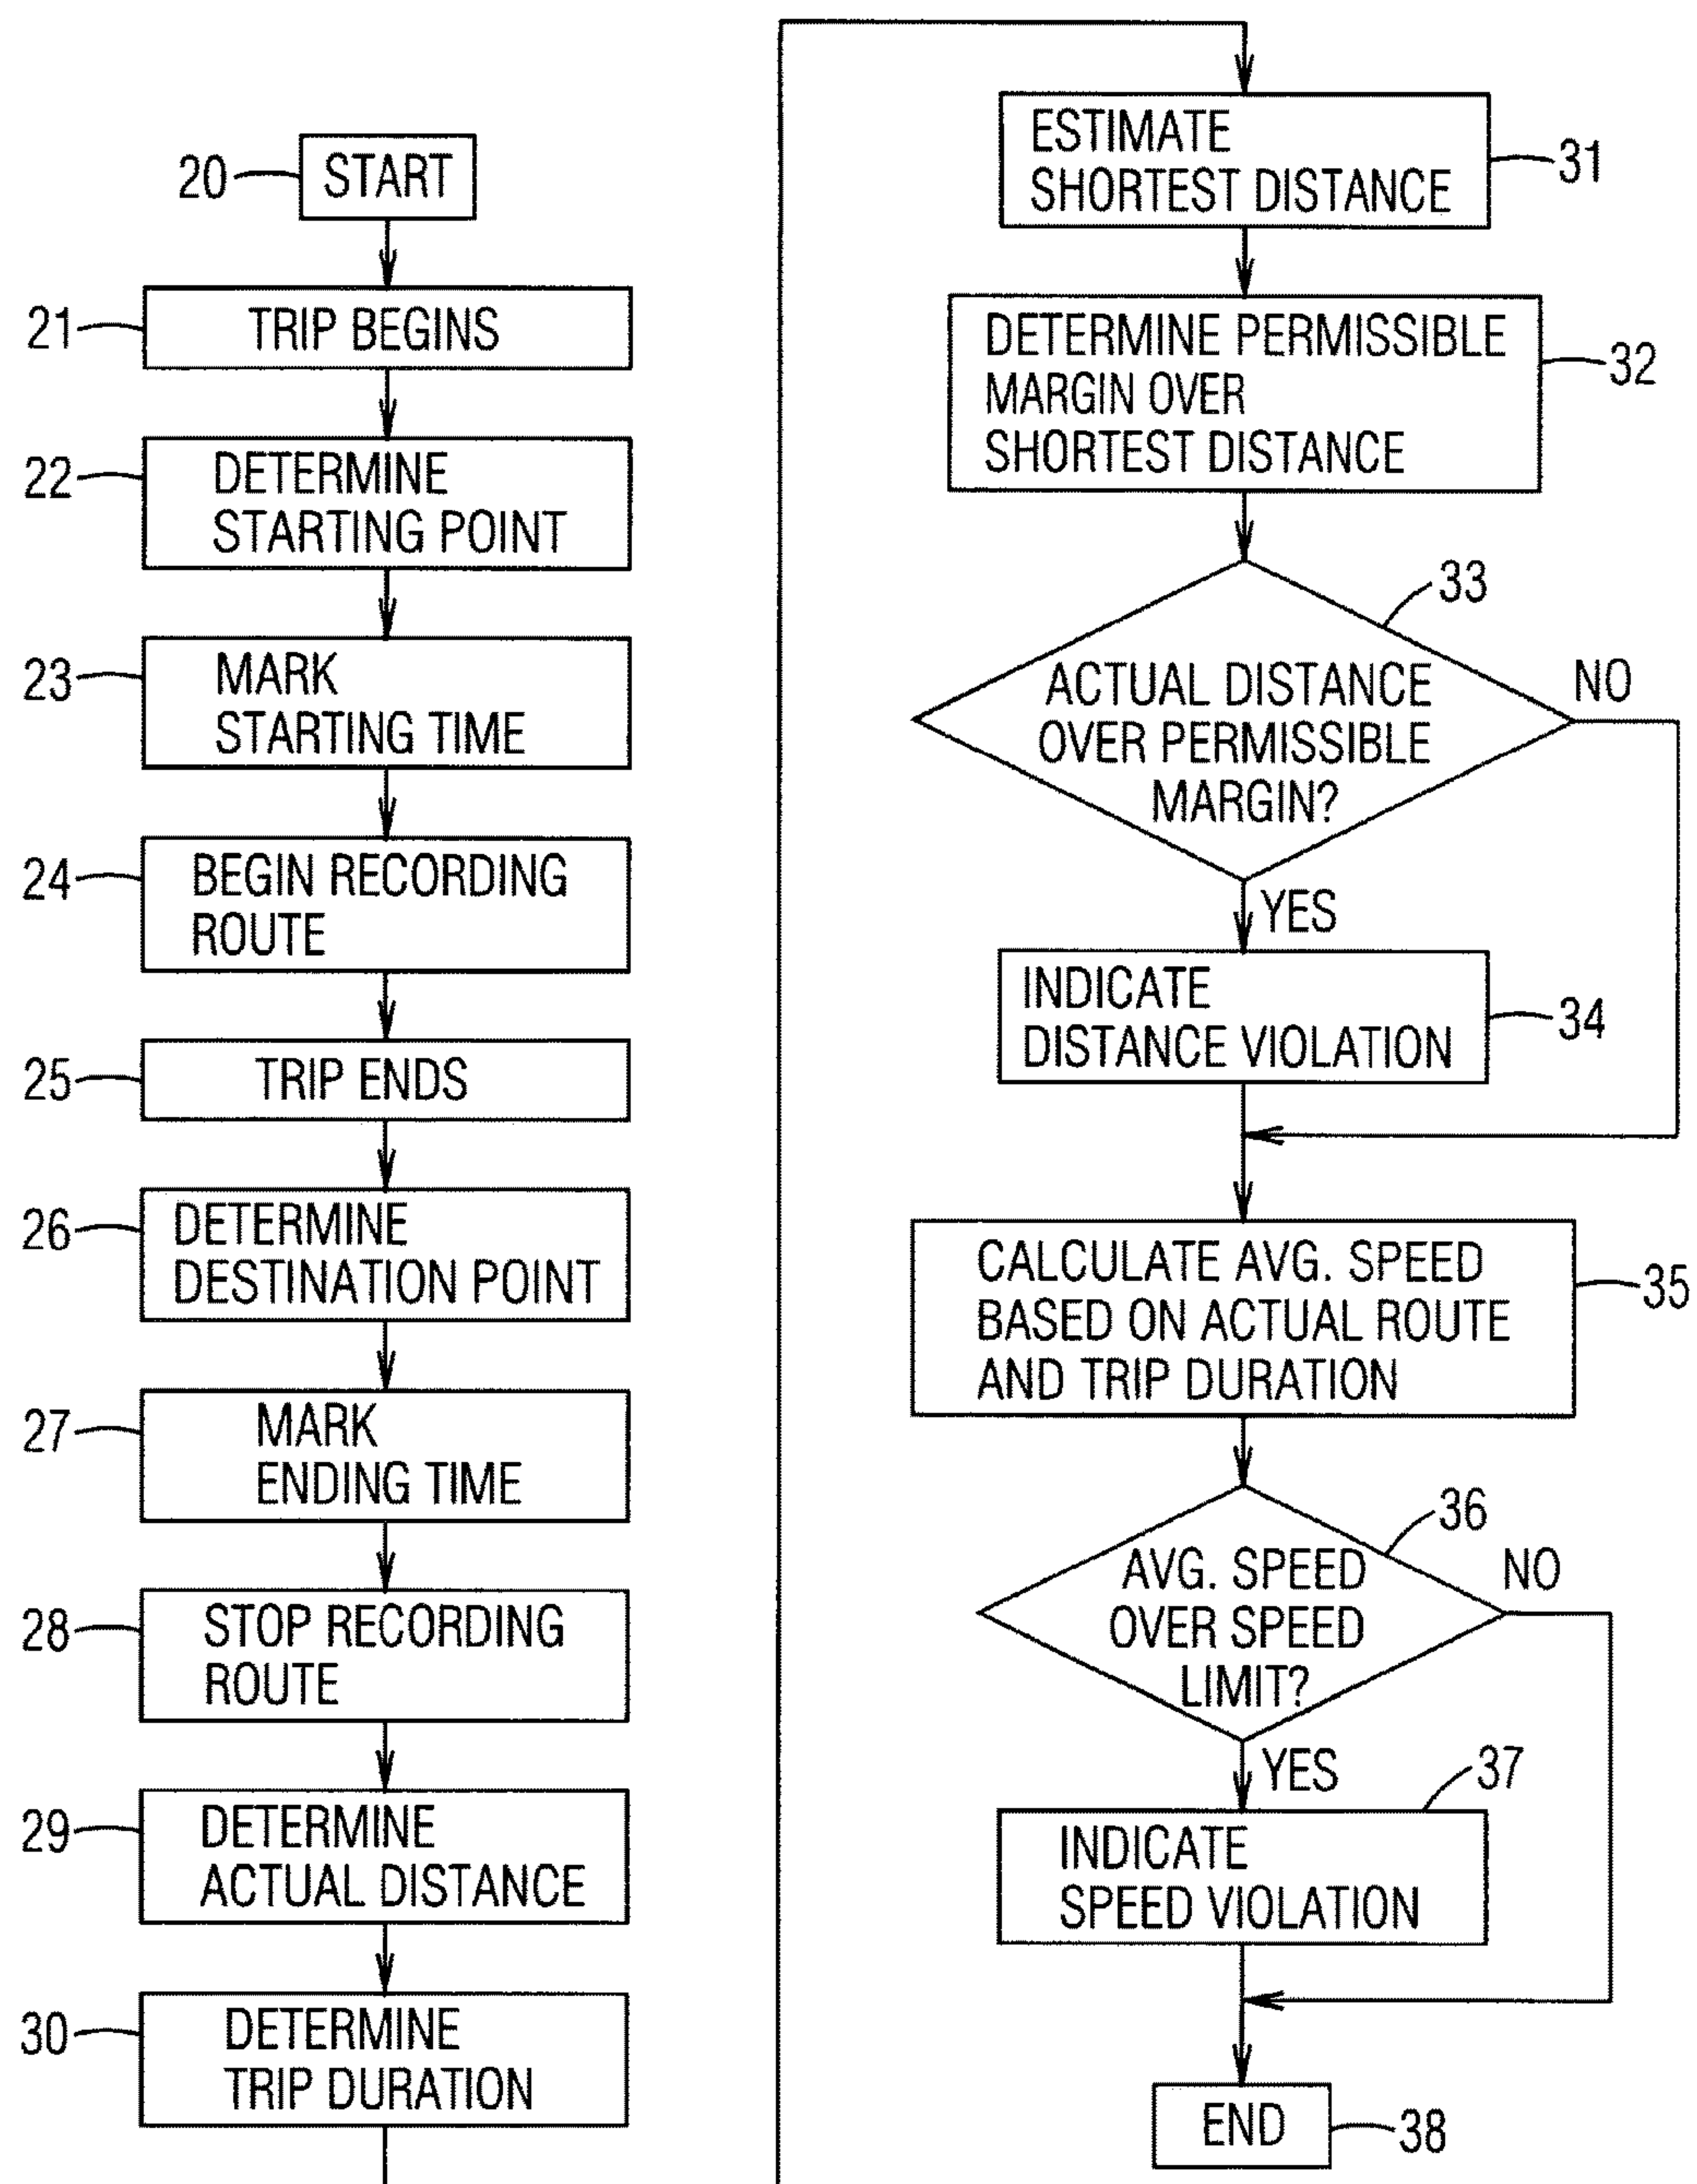 20
START
21
TRIP BEGINS
22
DETERMINE
STARTING POINT
23
MARK
STARTING TIME
24
BEGIN RECORDING
ROUTE
25
TRIP ENDS
26
DETERMINE
DESTINATION POINT
27
MARK
ENDING TIME
28
STOP RECORDING
ROUTE
29
DETERMINE
ACTUAL DISTANCE
30
DETERMINE
TRIP DURATION
ESTIMATE
SHORTEST DISTANCE
31
DETERMINE PERMISSIBLE
MARGIN OVER
SHORTEST DISTANCE
32
33
ACTUAL DISTANCE
OVER PERMISSIBLE
MARGIN?
NO
YES
INDICATE
DISTANCE VIOLATION
34
CALCULATE AVG. SPEED
BASED ON ACTUAL ROUTE
AND TRIP DURATION
35
36
AVG. SPEED
OVER SPEED
LIMIT?
NO
YES
37
INDICATE
SPEED VIOLATION
END
38